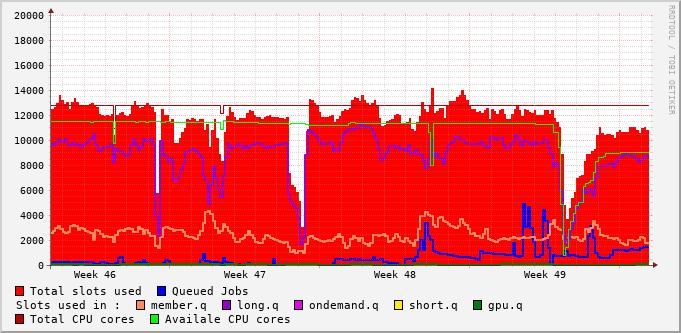 20000
18000
16000
14000
12000
10000
8000
6000
4000
2000
0
Week 46 Week 47 Week 48 Week 49
RRDTOOL / TOBI OETIKER
Total slots used Queued Jobs
Slots used in : member.q long.q ondemand.q short.q gpu.q
Total CPU cores Availale CPU cores